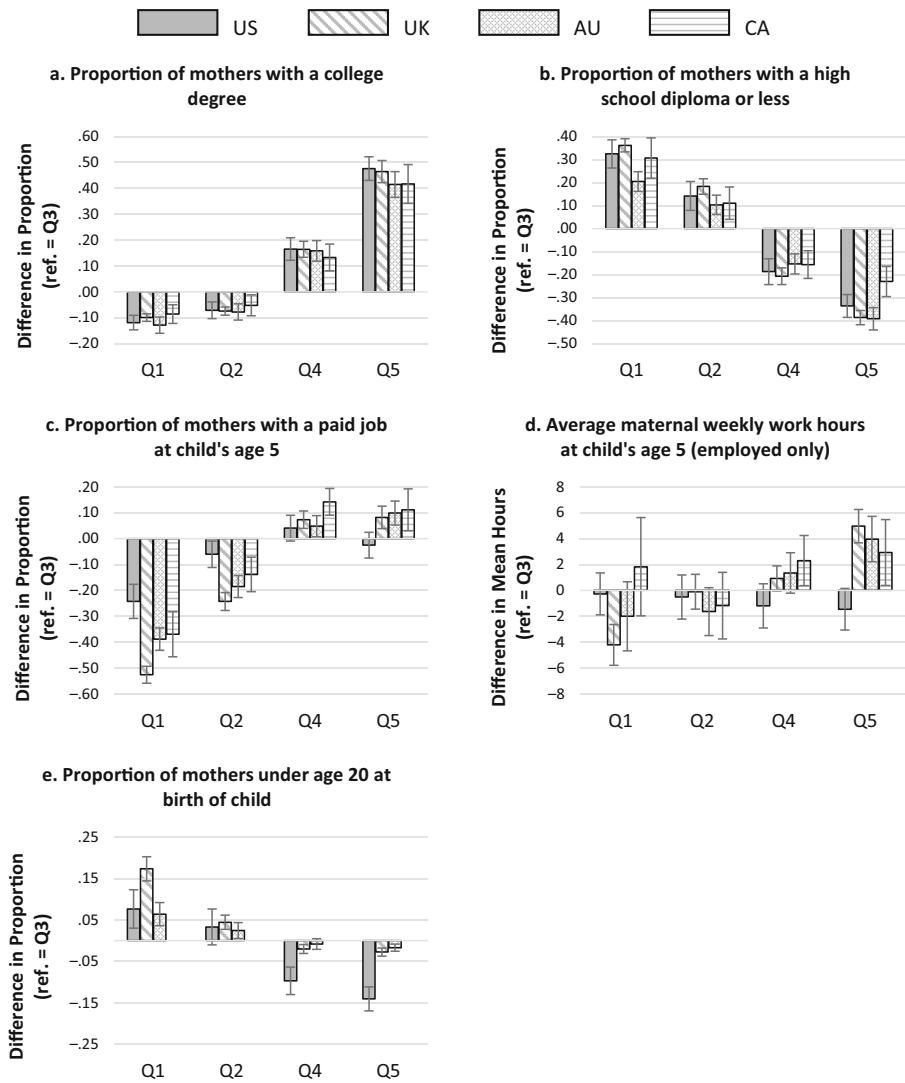 US UK AU CA
a. Proportion of mothers with a college
degree
Difference in Proportion
(ref. = Q3)
.60
.50
.40
.30
.20
.10
.00
−.10
−.20
Q1 Q2 Q4 Q5
b. Proportion of mothers with a high
school diploma or less
Difference in Proportion
(ref. = Q3)
.40
.30
.20
.10
.00
−.10
−.20
−.30
−.40
−.50
Q1 Q2 Q4 Q5
c. Proportion of mothers with a paid job
at child's age 5
Difference in Proportion
(ref. = Q3)
.20
.10
.00
−.10
−.20
−.30
−.40
−.50
−.60
Q1 Q2 Q4 Q5
d. Average maternal weekly work hours
at child's age 5 (employed only)
Difference in Mean Hours
(ref. = Q3)
8
6
4
2
0
−2
−4
−6
−8
Q1 Q2 Q4 Q5
e. Proportion of mothers under age 20 at
birth of child
Difference in Proportion
(ref. = Q3)
.25
.15
.05
−.05
−.15
−.25
Q1 Q2 Q4 Q5